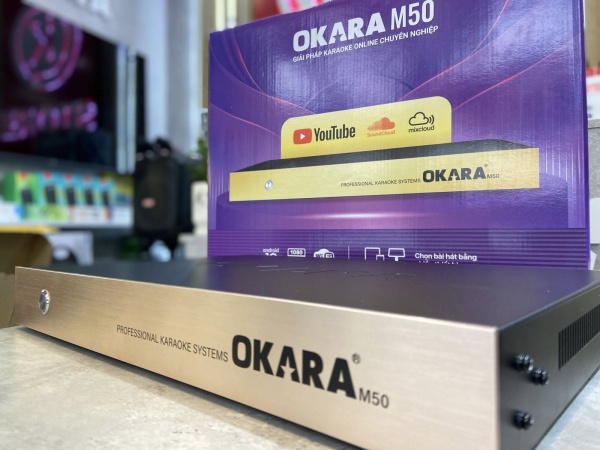 OKARA M50
GIẢI PHÁP KARAOKE ONLINE CHUYÊN NGHIỆP
YouTube
SOUNDCLOUD
mixcloud
PROFESSIONAL KARAOKE SYSTEMS OKARA® M50
android
1080
WiFi
Chọn bài hát bằng
PROFESSIONAL KARAOKE SYSTEMS OKARA® M50